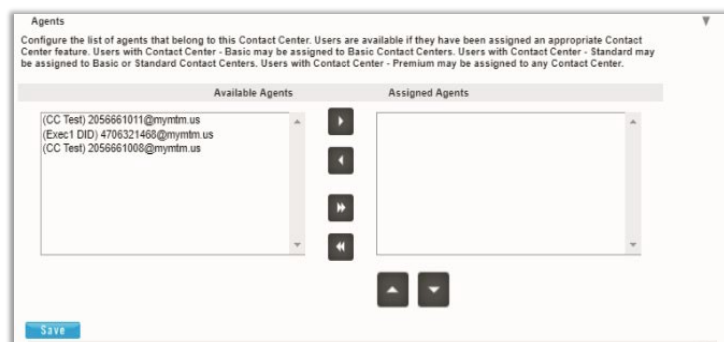 Agents
Configure the list of agents that belong to this Contact Center. Users are available if they have been assigned an appropriate Contact
Center feature. Users with Contact Center - Basic may be assigned to Basic Contact Centers. Users with Contact Center - Standard may
be assigned to Basic or Standard Contact Centers. Users with Contact Center - Premium may be assigned to any Contact Center.
Available Agents Assigned Agents
(CC Test) 2056661011@mymtm.us
(Exec1 DID) 4706321468@mymtm.us
(CC Test) 2056661008@mymtm.us
Save